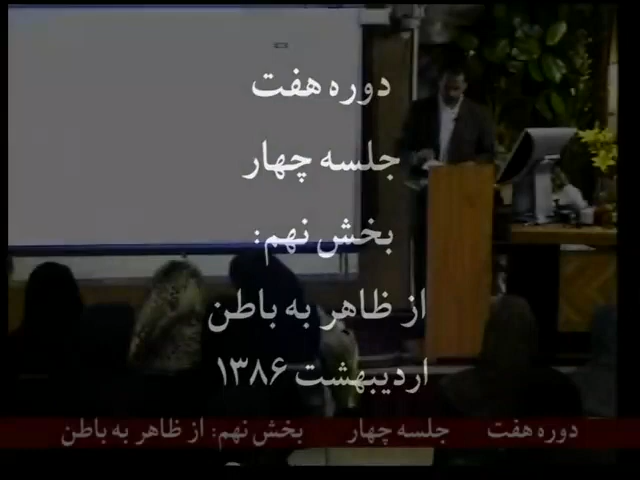 دوره هفت
جلسه چهار
بخش نهم:
از ظاهر به باطن
اردیبهشت ۱۳۸۶
دوره هفت جلسه چهار بخش نهم: از ظاهر به باطن